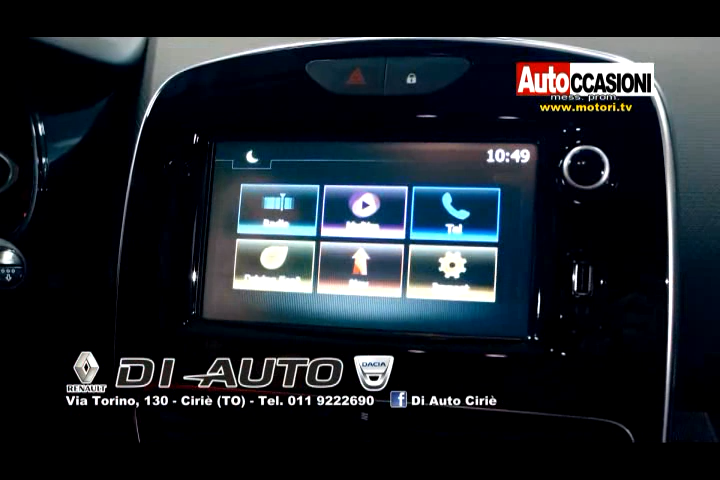 AutoOCCASIONI
mess. prom.
www.motori.tv
10:49
Radio
Tel
RENAULT
DI AUTO
DACIA
Via Torino, 130 - Ciriè (TO) - Tel. 011 9222690
Di Auto Ciriè